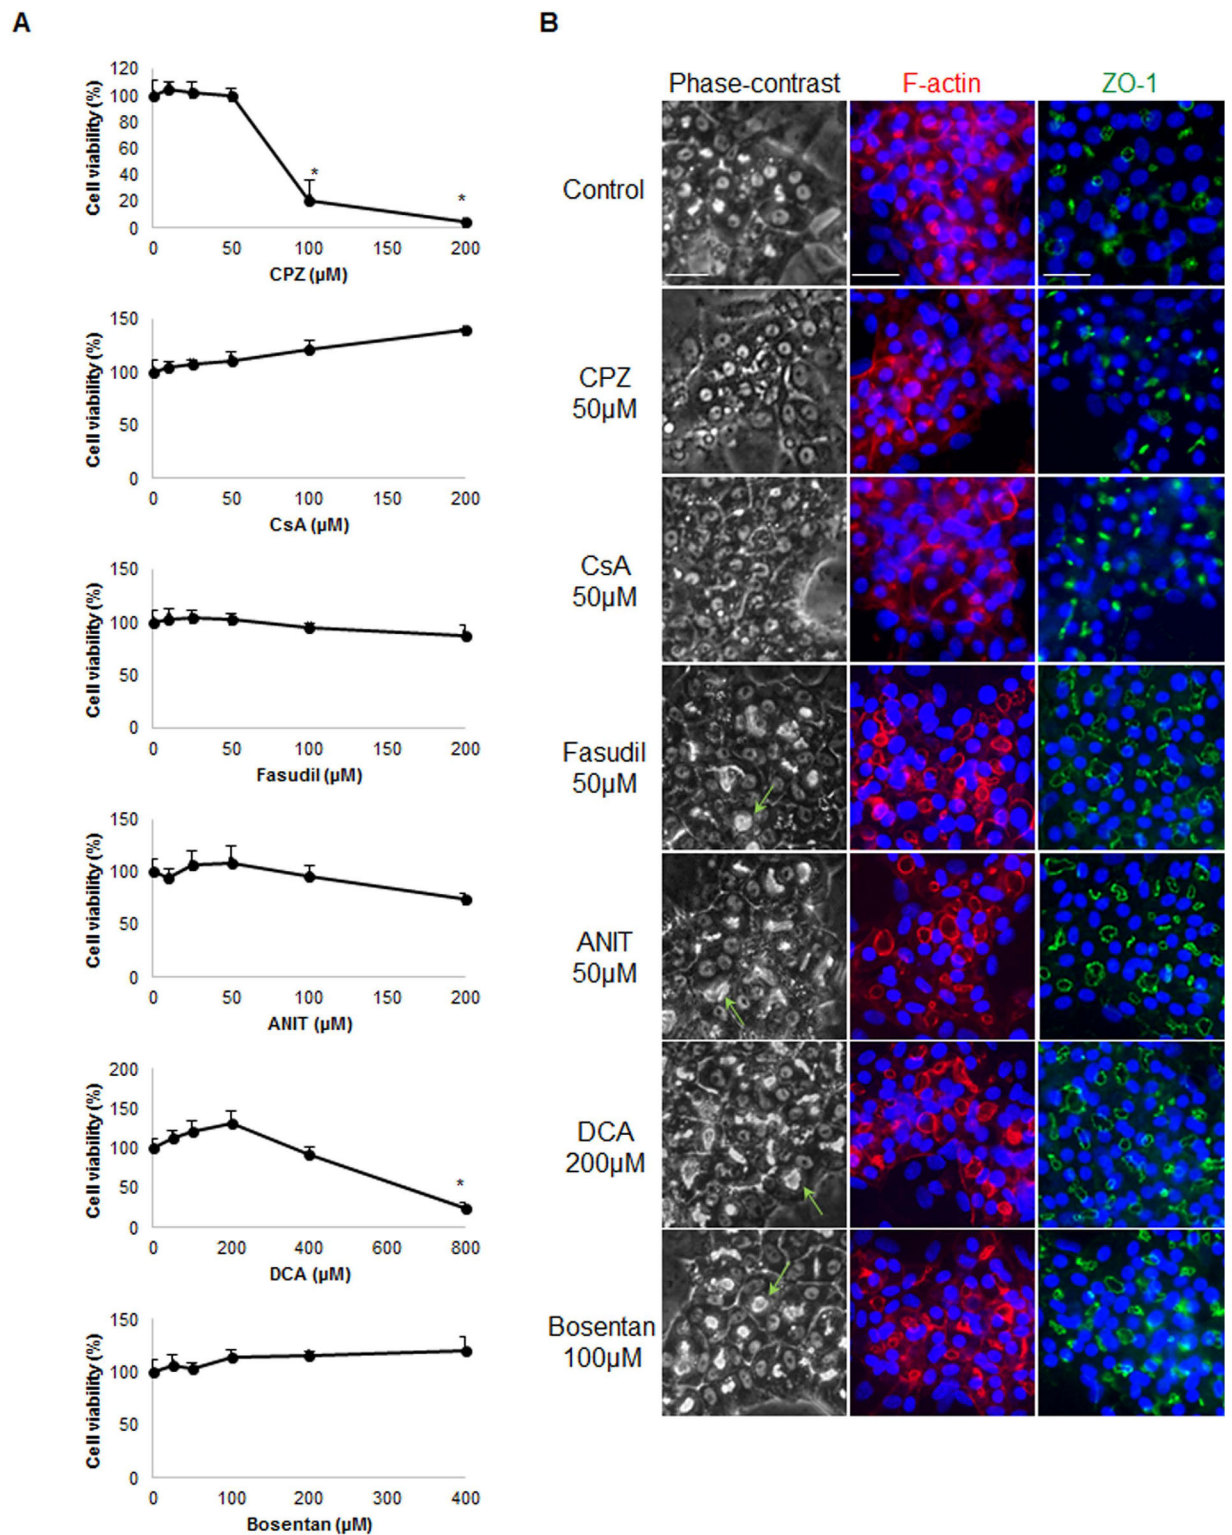 A
120
100
80
60
40
20
0
Cell viability (%)
*
*
0 50 100 150 200
CPZ (µM)
150
100
50
0
Cell viability (%)
0 50 100 150 200
CsA (µM)
150
100
50
0
Cell viability (%)
0 50 100 150 200
Fasudil (µM)
150
100
50
0
Cell viability (%)
0 50 100 150 200
ANIT (µM)
200
150
100
50
0
Cell viability (%)
*
0 200 400 600 800
DCA (µM)
150
100
50
0
Cell viability (%)
0 100 200 300 400
Bosentan (µM)
B
Phase-contrast F-actin ZO-1
Control
CPZ
50µM
CsA
50µM
Fasudil
50µM
ANIT
50µM
DCA
200µM
Bosentan
100µM